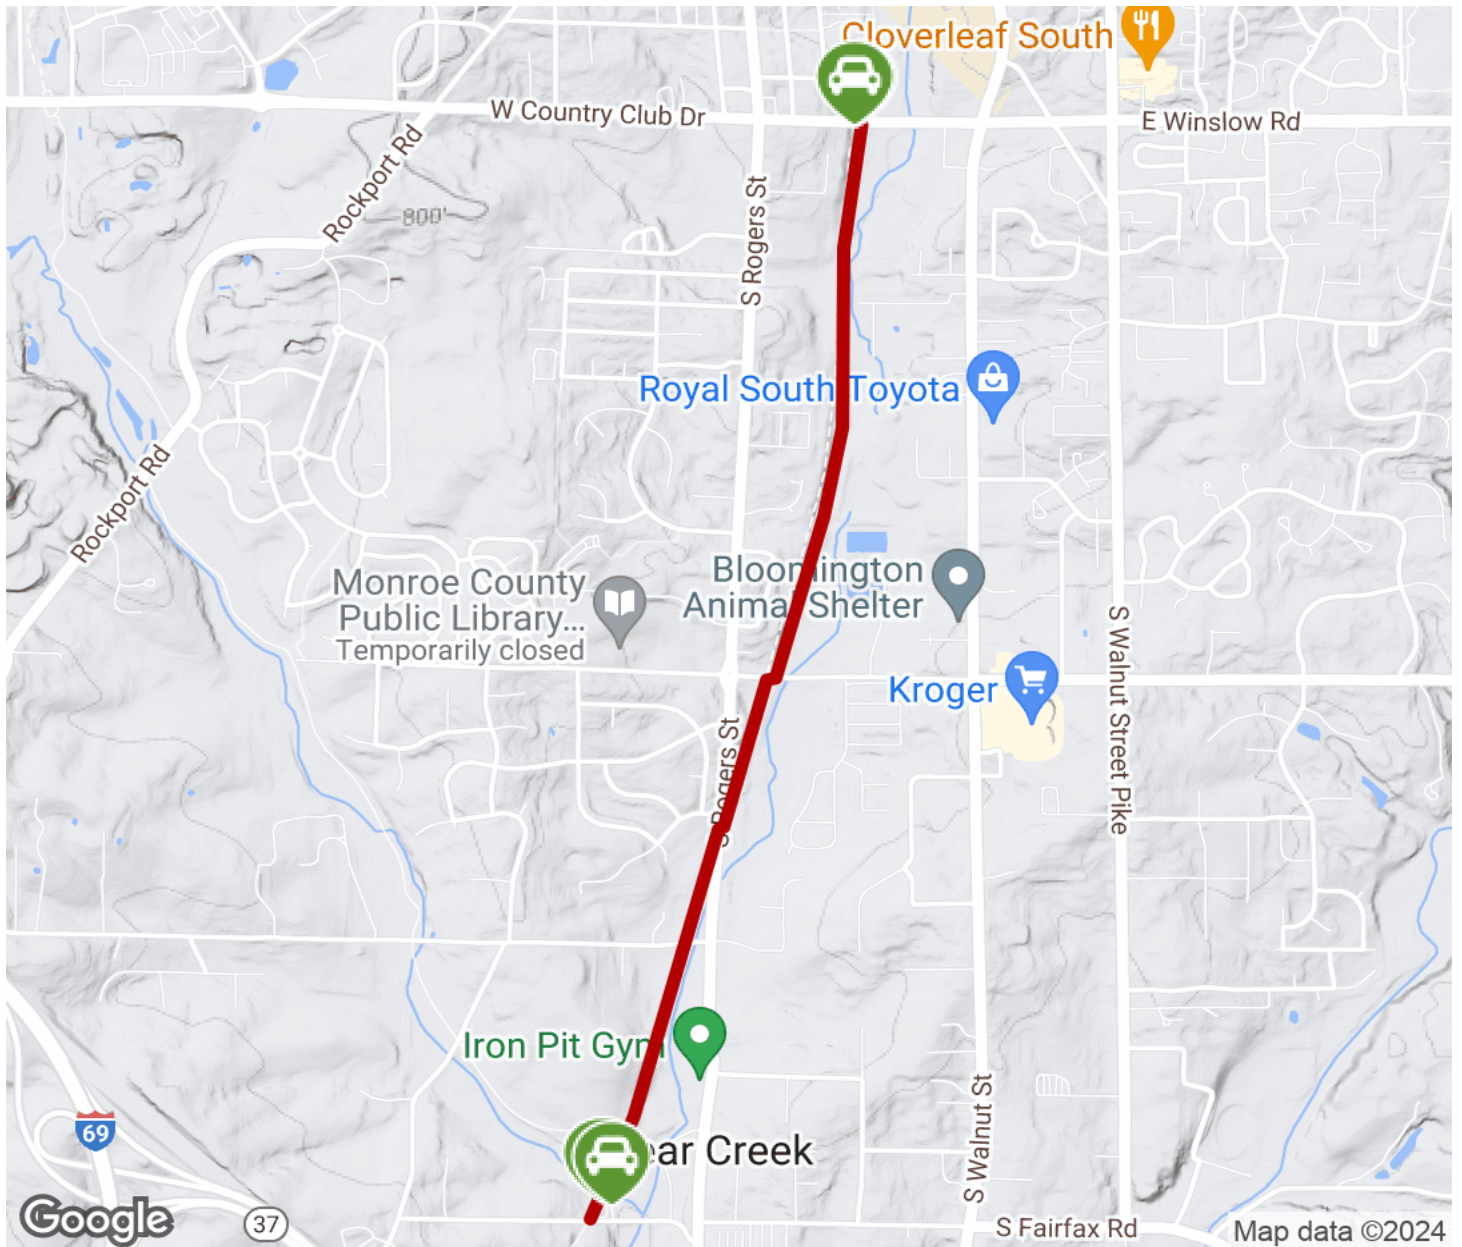 Cloverleaf South
W Country Club Dr
E Winslow Rd
Rockport Rd
800'
S Rogers St
Royal South Toyota
Rockport Rd
Bloomington
Animal Shelter
Monroe County
Public Library...
Temporarily closed
S Walnut Street Pike
Kroger
S Rogers St
Iron Pit Gym
69
ear Creek
S Walnut St
Google
37
S Fairfax Rd
Map data ©2024